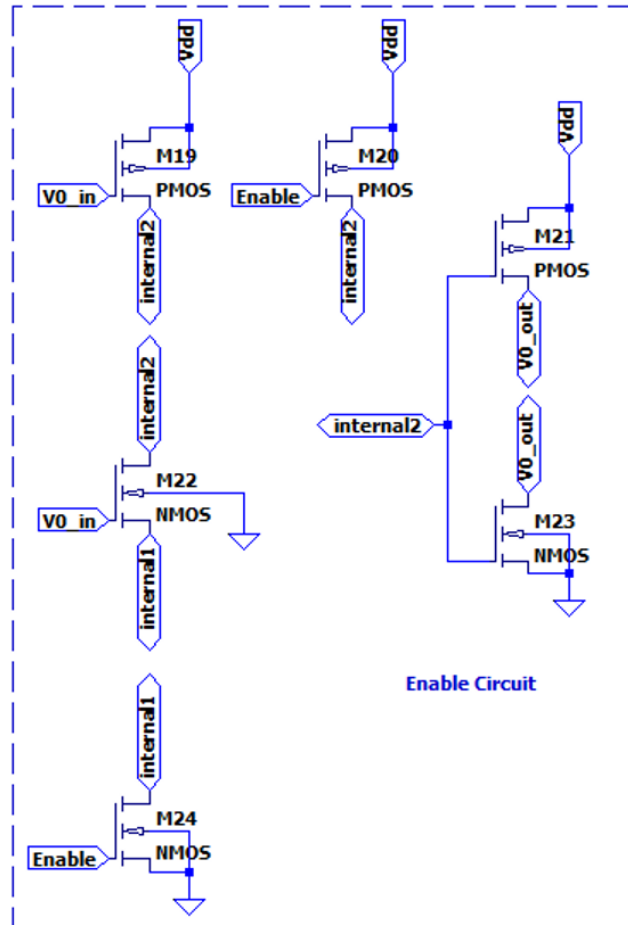 Vdd
M19
V0_in
PMOS
internal2
Vdd
M20
Enable
PMOS
internal2
Vdd
M21
PMOS
V0_out
internal2
V0_out
M23
NMOS
internal2
M22
V0_in
NMOS
internal1
Enable Circuit
internal1
M24
Enable
NMOS